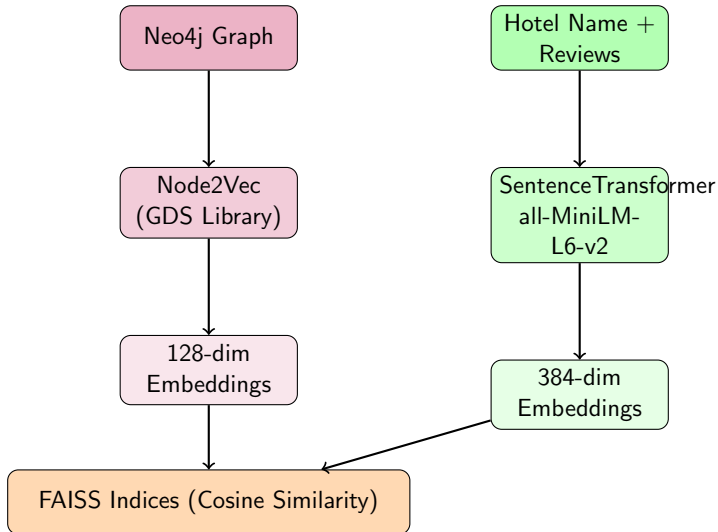 Neo4j Graph
Hotel Name +
Reviews
Node2Vec
(GDS Library)
SentenceTransformer
all-MiniLM-
L6-v2
128-dim
Embeddings
384-dim
Embeddings
FAISS Indices (Cosine Similarity)